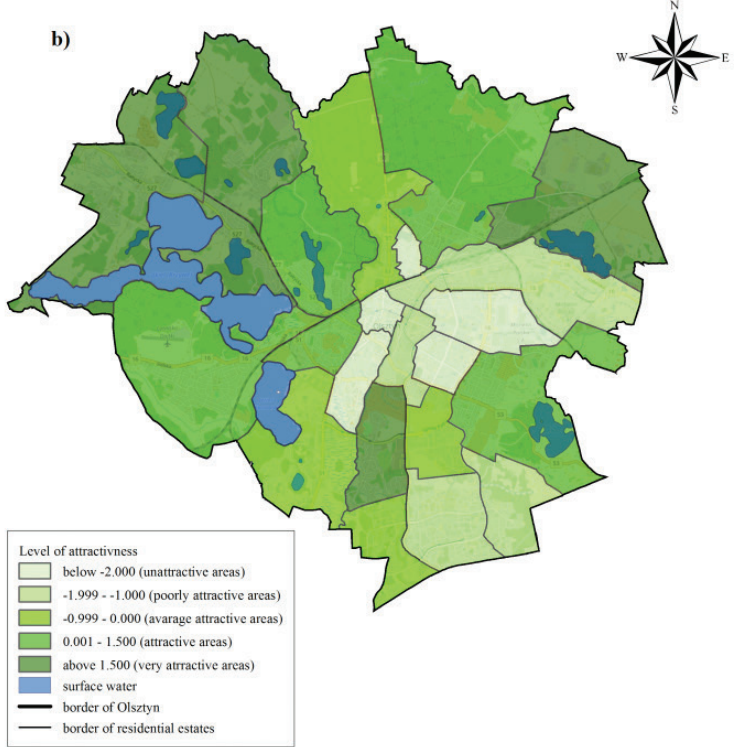 b)
N
W E
S
Level of attractivness
below -2.000 (unattractive areas)
-1.999 - -1.000 (poorly attractive areas)
-0.999 - 0.000 (avarage attractive areas)
0.001 - 1.500 (attractive areas)
above 1.500 (very atrractive areas)
surface water
border of Olsztyn
border of residential estates